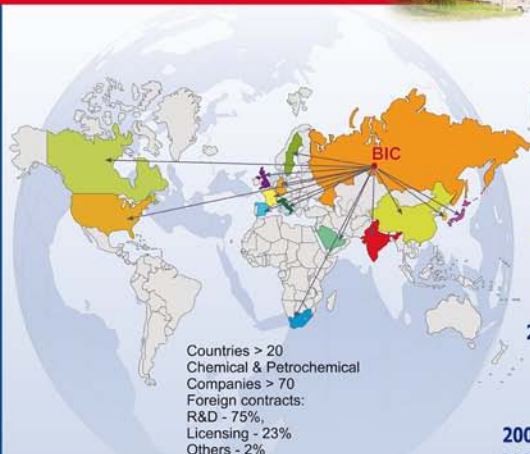 BIC
Countries > 20
Chemical & Petrochemical
Companies > 70
Foreign contracts:
R&D - 75%,
Licensing - 23%
Others - 2%